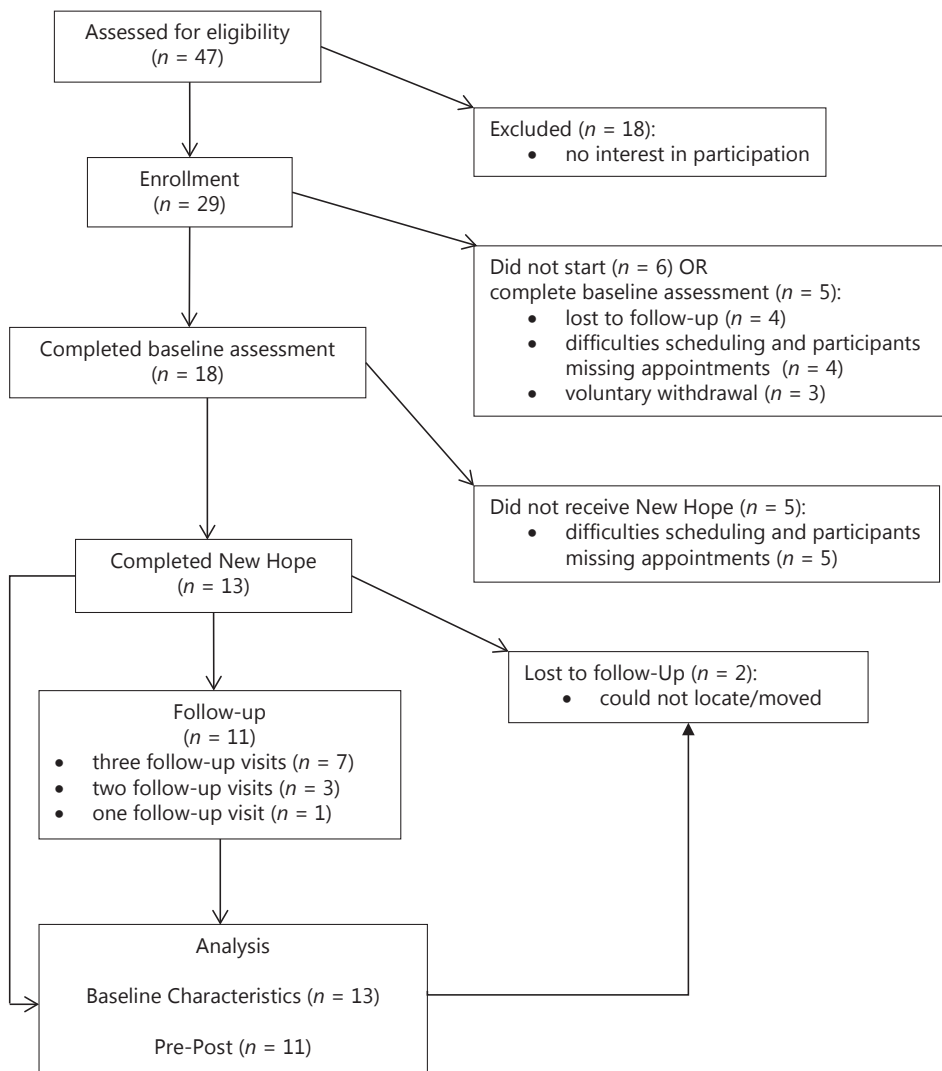 Assessed for eligibility
(n = 47)
Excluded (n = 18):
• no interest in participation
Enrollment
(n = 29)
Did not start (n = 6) OR
complete baseline assessment (n = 5):
• lost to follow-up (n = 4)
• difficulties scheduling and participants
missing appointments (n = 4)
• voluntary withdrawal (n = 3)
Completed baseline assessment
(n = 18)
Did not receive New Hope (n = 5):
• difficulties scheduling and participants
missing appointments (n = 5)
Completed New Hope
(n = 13)
Lost to follow-Up (n = 2):
• could not locate/moved
Follow-up
(n = 11)
• three follow-up visits (n = 7)
• two follow-up visits (n = 3)
• one follow-up visit (n = 1)
Analysis
Baseline Characteristics (n = 13)
Pre-Post (n = 11)